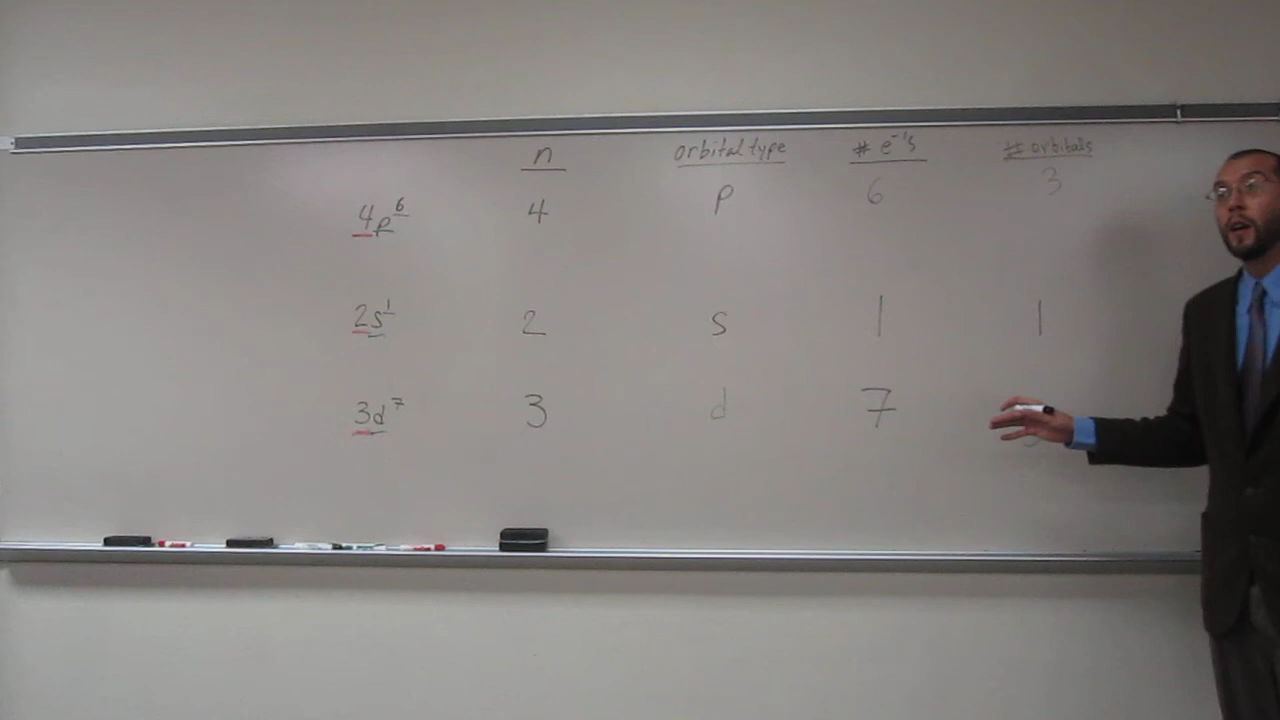 n orbital type # e⁻'s # orbitals
4p⁶ 4 p 6 3
2s¹ 2 s 1 1
3d⁷ 3 d 7